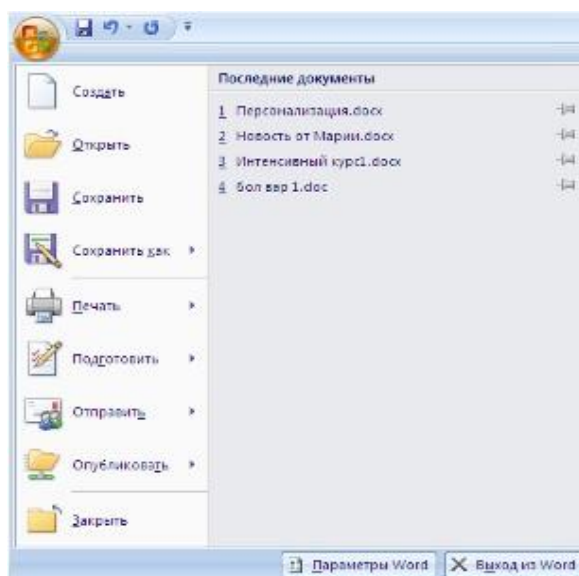 Создать
Открыть
Сохранить
Сохранить как
Печать
Подготовить
Отправить
Опубликовать
Закрыть
Последние документы
1 Персонализация.docx
2 Новость от Марии.docx
3 Интенсивный курс1.docx
4 бол вар 1.doc
Параметры Word
Выход из Word